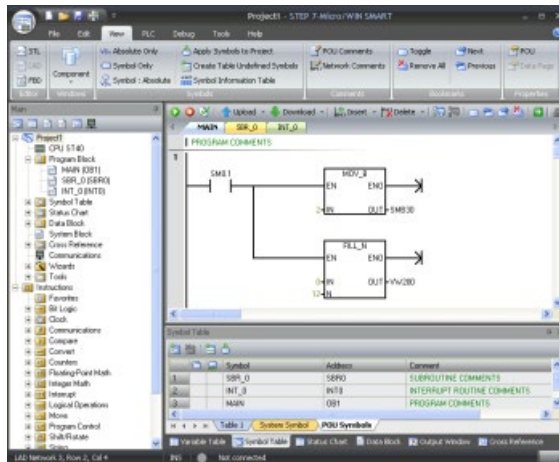 Project1 - STEP 7-Micro/WIN SMART
File Edit View PLC Debug Tools Help
STL
LAD
FBD
Editor
Component
Windows
Absolute Only
Symbol Only
Symbol : Absolute
Apply Symbols to Project
Create Table Undefined Symbols
Symbol Information Table
Symbols
POU Comments
Network Comments
Comments
Toggle
Remove All
Next
Previous
Bookmarks
POU
Data Page
Properties
Main
Project1
CPU ST40
Program Block
MAIN (OB1)
SBR_0 (SBR0)
INT_0 (INT0)
Symbol Table
Status Chart
Data Block
System Block
Cross Reference
Communications
Wizards
Tools
Instructions
Favorites
Bit Logic
Clock
Communications
Compare
Convert
Counters
Floating-Point Math
Integer Math
Interrupt
Logical Operations
Move
Program Control
Shift/Rotate
String
Upload Download Insert Delete
MAIN SBR_0 INT_0
PROGRAM COMMENTS
1
SM0.1
MOV_B
EN ENO
2 IN OUT SMB30
FILL_N
EN ENO
0 IN OUT VW200
12 N
Symbol Table
Symbol Address Comment
1 SBR_0 SBR0 SUBROUTINE COMMENTS
2 INT_0 INT0 INTERRUPT ROUTINE COMMENTS
3 MAIN OB1 PROGRAM COMMENTS
Table 1 System Symbol POU Symbols
Variable Table Symbol Table Status Chart Data Block Output Window Cross Reference
LAD Network 3, Row 2, Col 4 INS Not connected